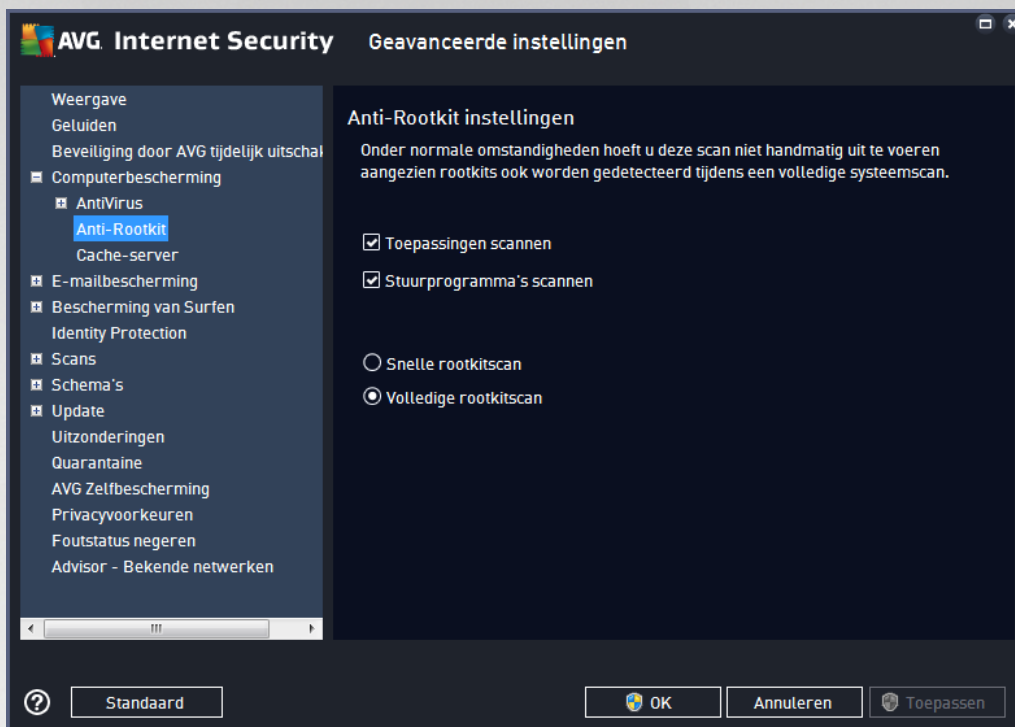 AVG. Internet Security Geavanceerde instellingen
Weergave
Geluiden
Beveiliging door AVG tijdelijk uitschak
Computerbescherming
AntiVirus
Anti-Rootkit
Cache-server
E-mailbescherming
Bescherming van Surfen
Identity Protection
Scans
Schema's
Update
Uitzonderingen
Quarantaine
AVG Zelfbescherming
Privacyvoorkeuren
Foutstatus negeren
Advisor - Bekende netwerken
Anti-Rootkit instellingen
Onder normale omstandigheden hoeft u deze scan niet handmatig uit te voeren
aangezien rootkits ook worden gedetecteerd tijdens een volledige systeemscan.
Toepassingen scannen
Stuurprogramma's scannen
Snelle rootkitscan
Volledige rootkitscan
? Standaard OK Annuleren Toepassen